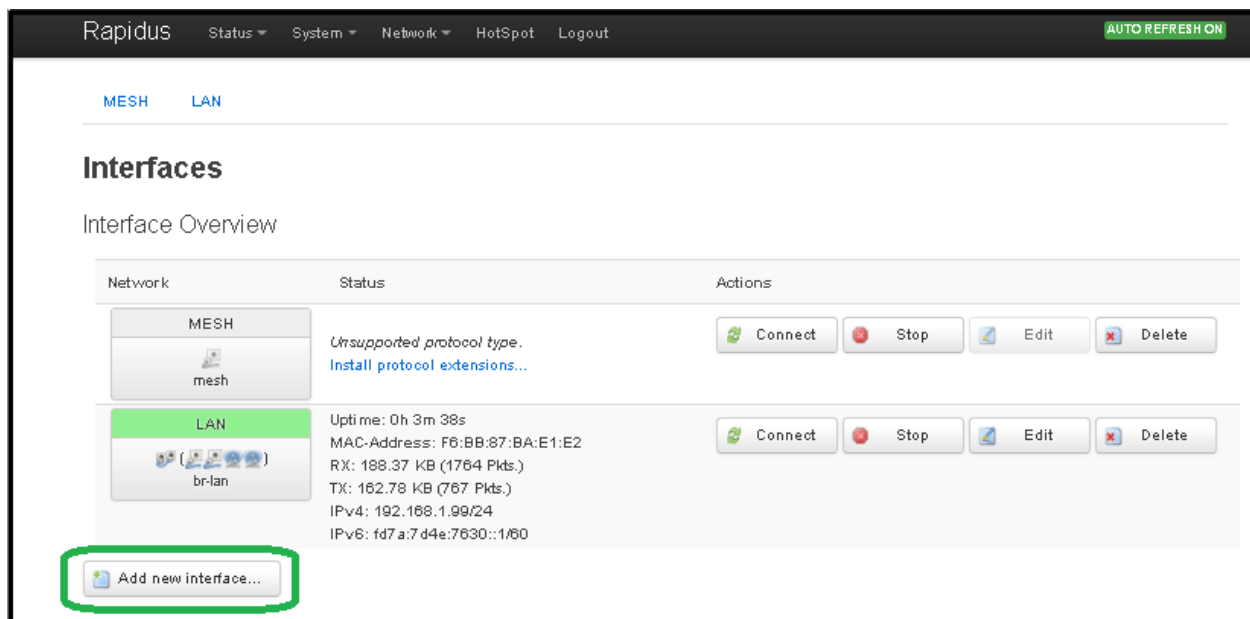 Rapidus Status System Network HotSpot Logout AUTO REFRESH ON
MESH LAN
Interfaces
Interface Overview
Network Status Actions
MESH
mesh
Unsupported protocol type.
Install protocol extensions...
Connect Stop Edit Delete
LAN
( )
br-lan
Uptime: 0h 3m 38s
MAC-Address: F6:BB:87:BA:E1:E2
RX: 188.37 KB (1764 Pkts.)
TX: 162.78 KB (767 Pkts.)
IPv4: 192.168.1.99/24
IPv6: fd7a:7d4e:7630::1/60
Connect Stop Edit Delete
Add new interface...